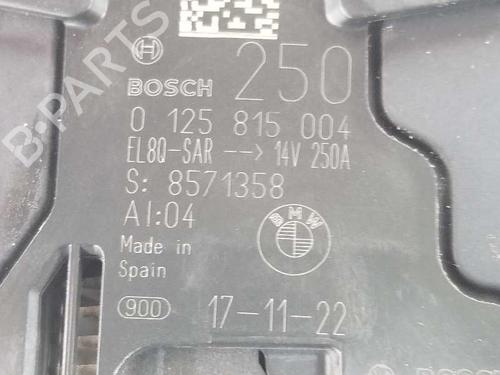 BOSCH 250
0 125 815 004
EL8Q-SAR --> 14V 250A
S: 8571358
AI:04
BMW
Made in
Spain
900 17-11-22
BOSCH
B-PARTS